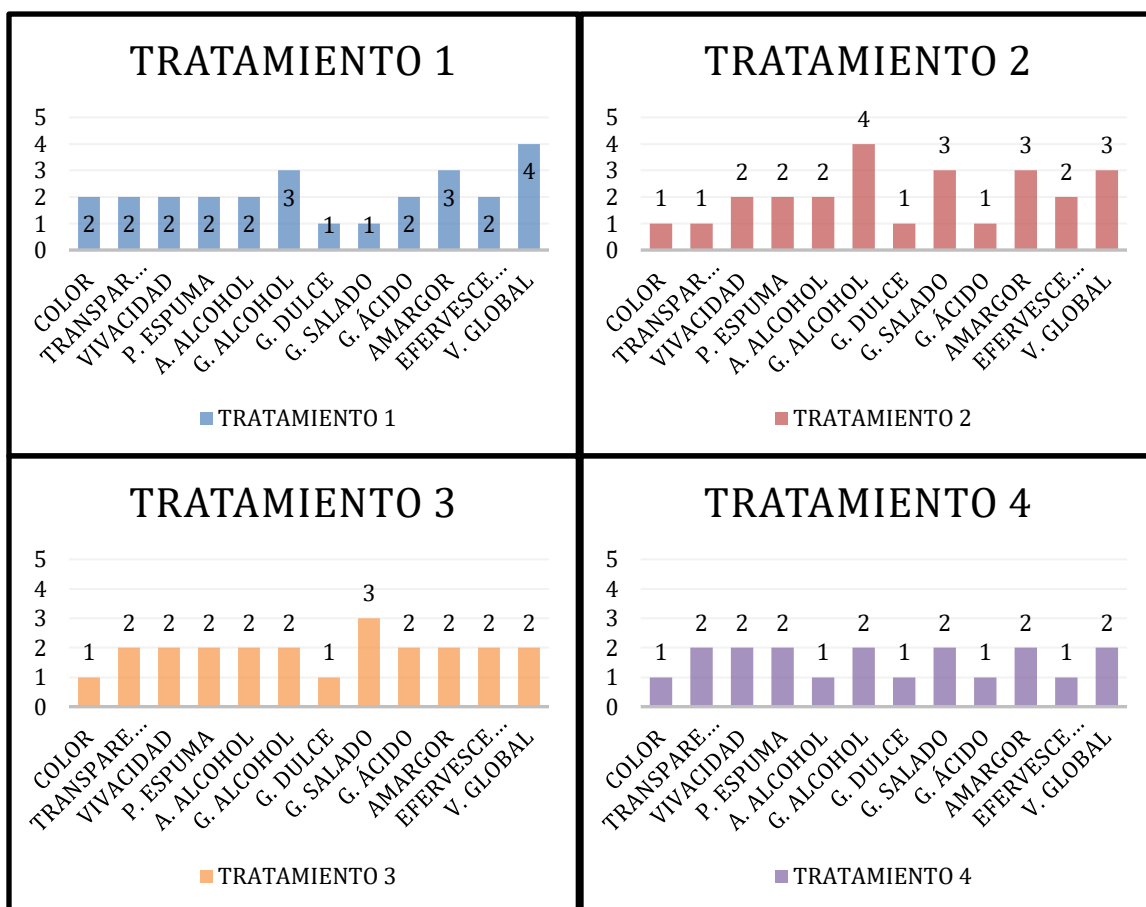 TRATAMIENTO 1
5
4
3
2
1
0
2 2 2 2 2 3 1 1 2 3 2 4
COLOR
TRANSPAR...
VIVACIDAD
P. ESPUMA
A. ALCOHOL
G. ALCOHOL
G. DULCE
G. SALADO
G. ÁCIDO
AMARGOR
EFERVESCE...
V. GLOBAL
TRATAMIENTO 1
TRATAMIENTO 2
5
4
3
2
1
0
1 1 2 2 2 4 1 3 1 3 2 3
COLOR
TRANSPAR...
VIVACIDAD
P. ESPUMA
A. ALCOHOL
G. ALCOHOL
G. DULCE
G. SALADO
G. ÁCIDO
AMARGOR
EFERVESCE...
V. GLOBAL
TRATAMIENTO 2
TRATAMIENTO 3
5
4
3
2
1
0
1 2 2 2 2 2 1 3 2 2 2 2
COLOR
TRANSPARE...
VIVACIDAD
P. ESPUMA
A. ALCOHOL
G. ALCOHOL
G. DULCE
G. SALADO
G. ÁCIDO
AMARGOR
EFERVESCE...
V. GLOBAL
TRATAMIENTO 3
TRATAMIENTO 4
5
4
3
2
1
0
1 2 2 2 1 2 1 2 1 2 1 2
COLOR
TRANSPARE...
VIVACIDAD
P. ESPUMA
A. ALCOHOL
G. ALCOHOL
G. DULCE
G. SALADO
G. ÁCIDO
AMARGOR
EFERVESCE...
V. GLOBAL
TRATAMIENTO 4